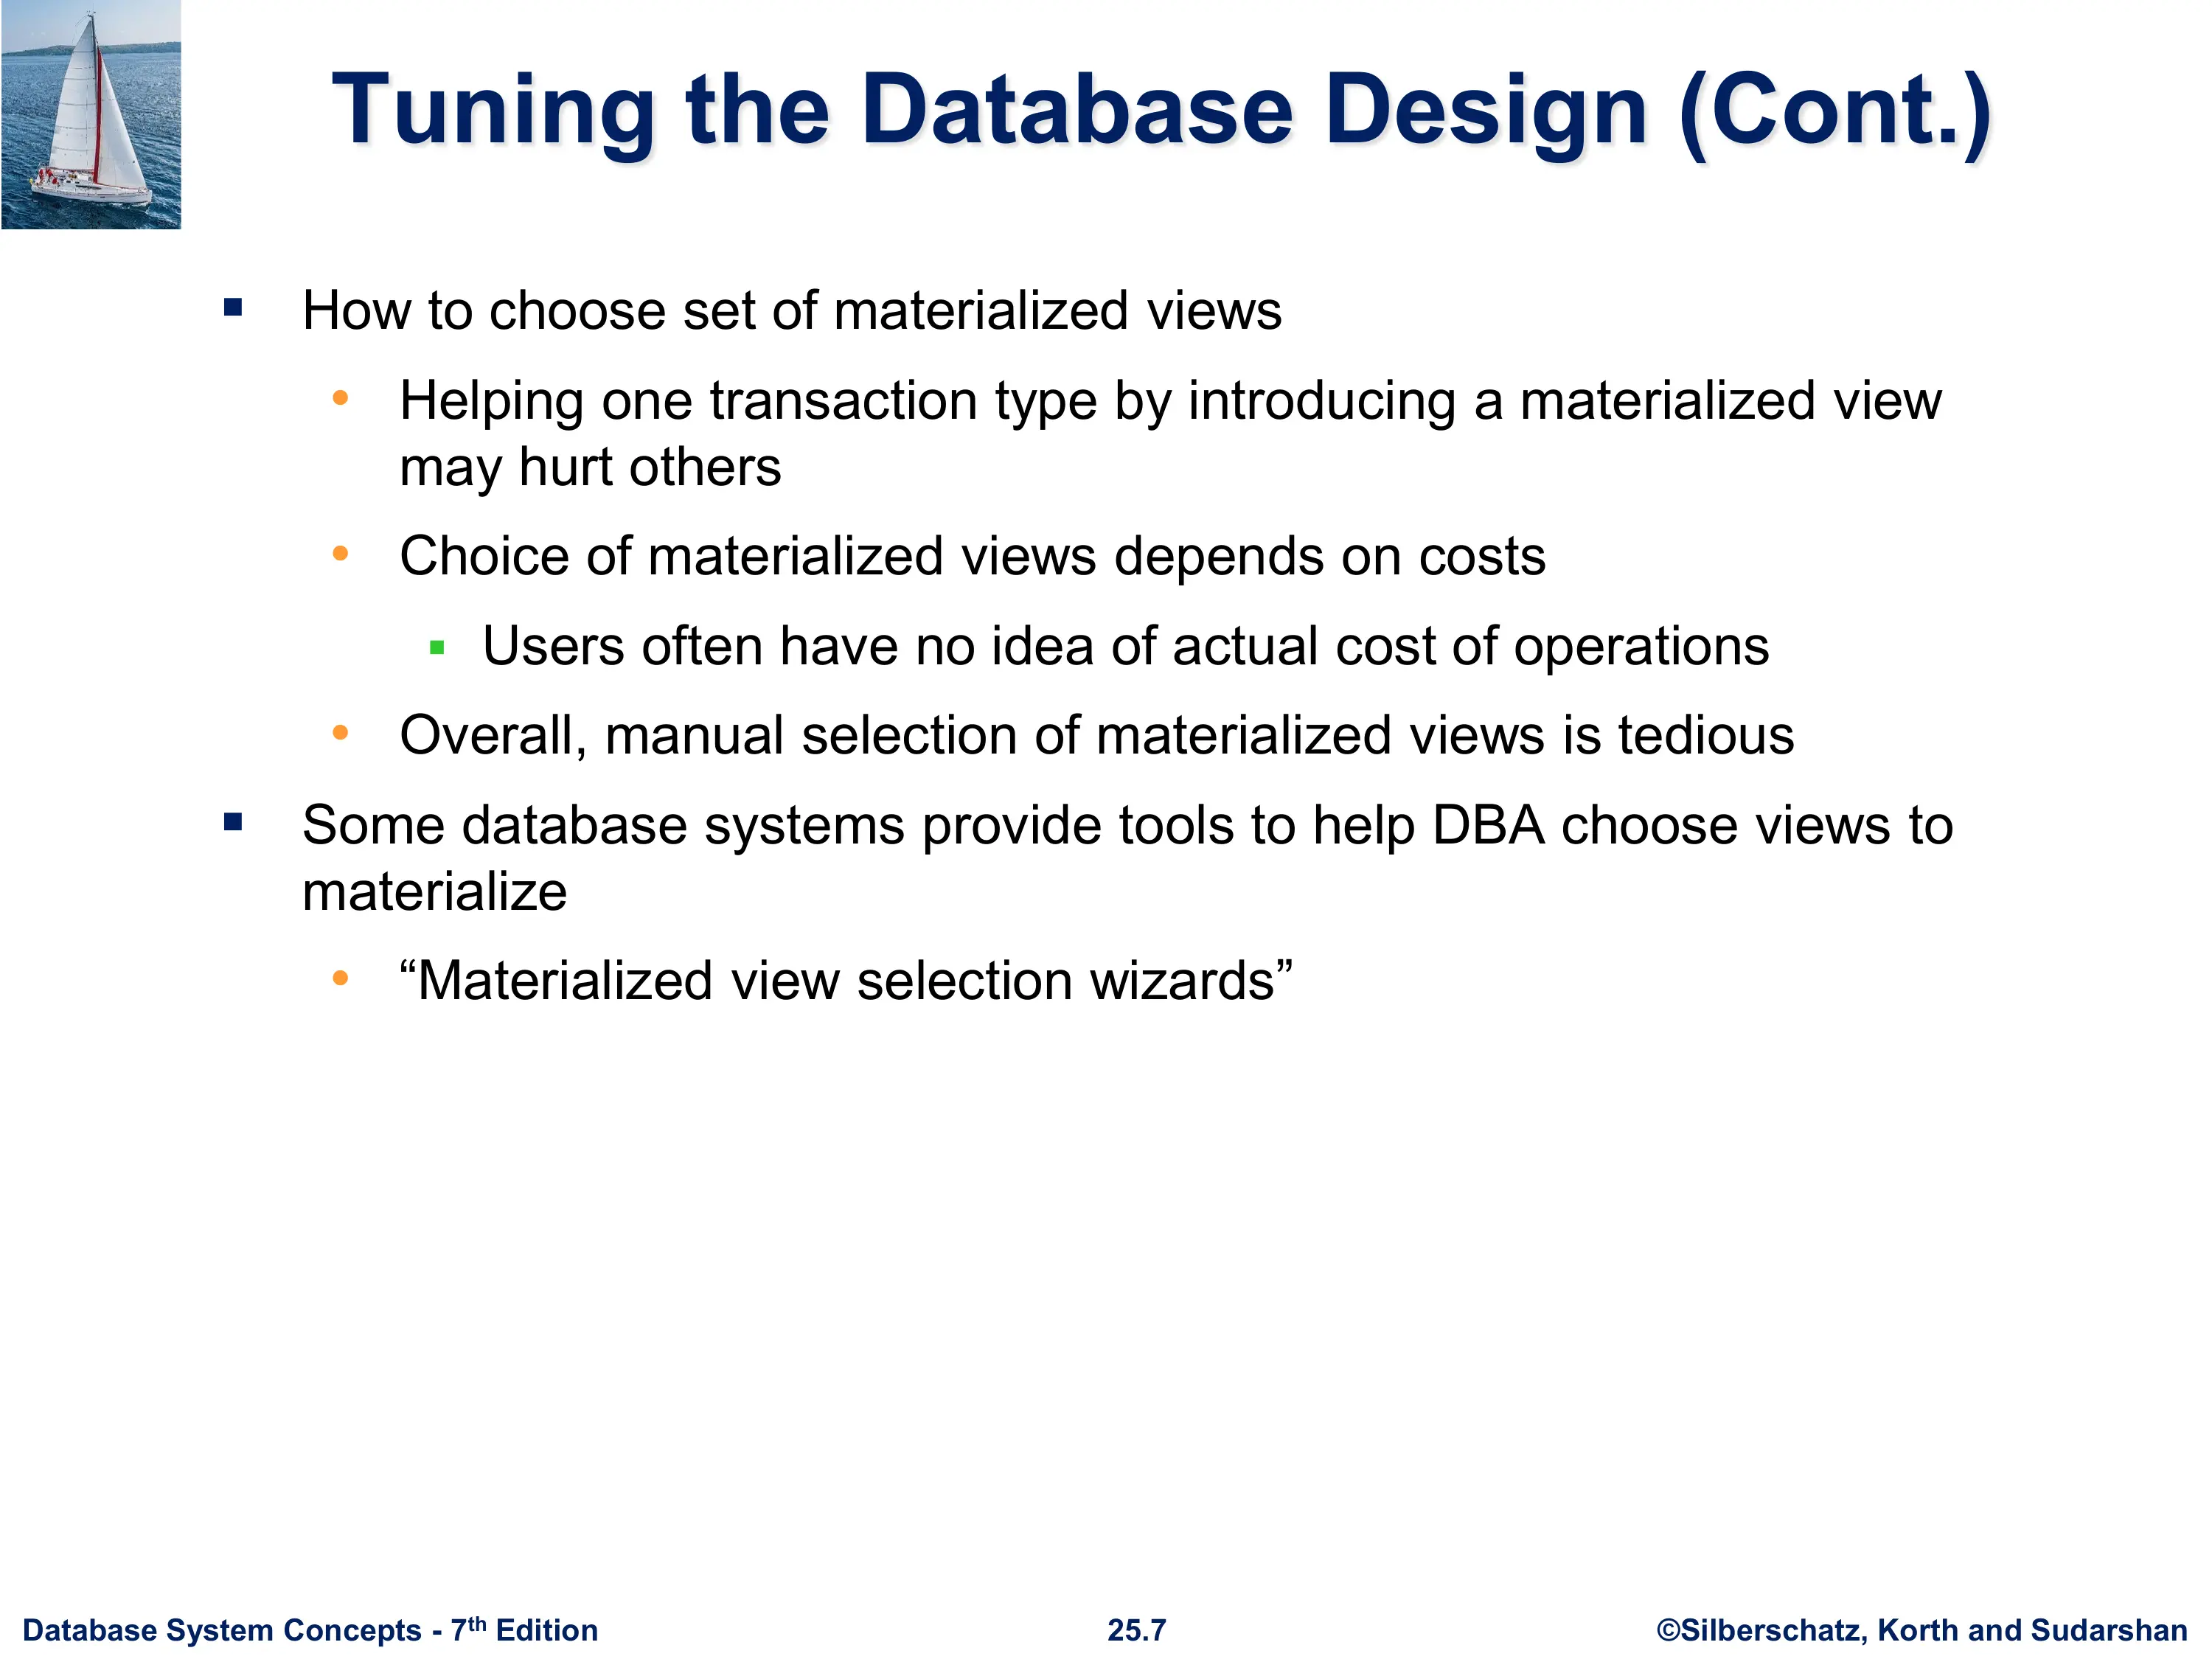 Tuning the Database Design (Cont.)
▪ How to choose set of materialized views
• Helping one transaction type by introducing a materialized view
may hurt others
• Choice of materialized views depends on costs
▪ Users often have no idea of actual cost of operations
• Overall, manual selection of materialized views is tedious
▪ Some database systems provide tools to help DBA choose views to
materialize
• “Materialized view selection wizards”
Database System Concepts - 7th Edition
25.7
©Silberschatz, Korth and Sudarshan